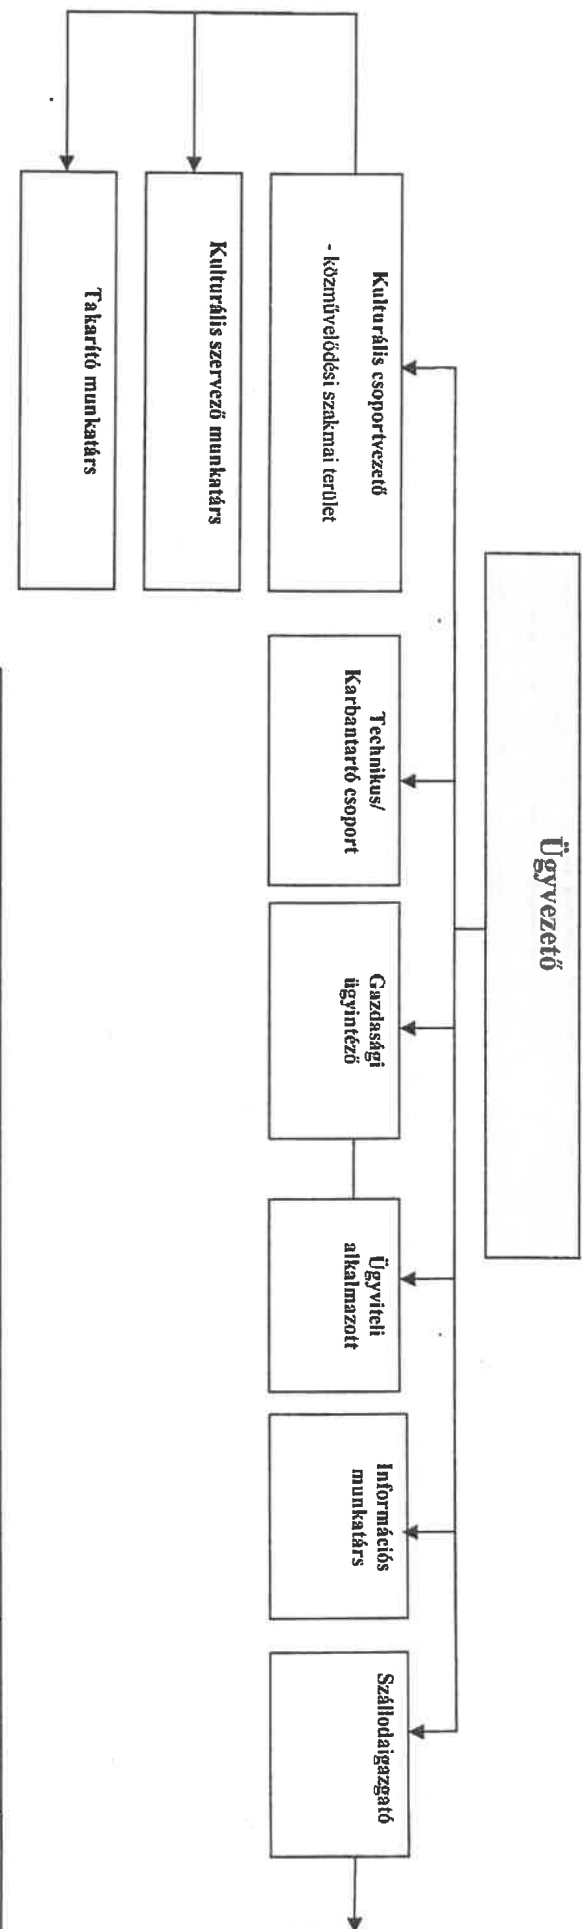 Ügyvezető
Kulturális csoportvezető
- közművelődési szakmai terület
Technikus/
Karbantartó csoport
Gazdasági
ügyintéző
Ügyviteli
alkalmazott
Információs
munkatárs
Szállodaigazgató
Kulturális szervező munkatárs
Takarító munkatárs